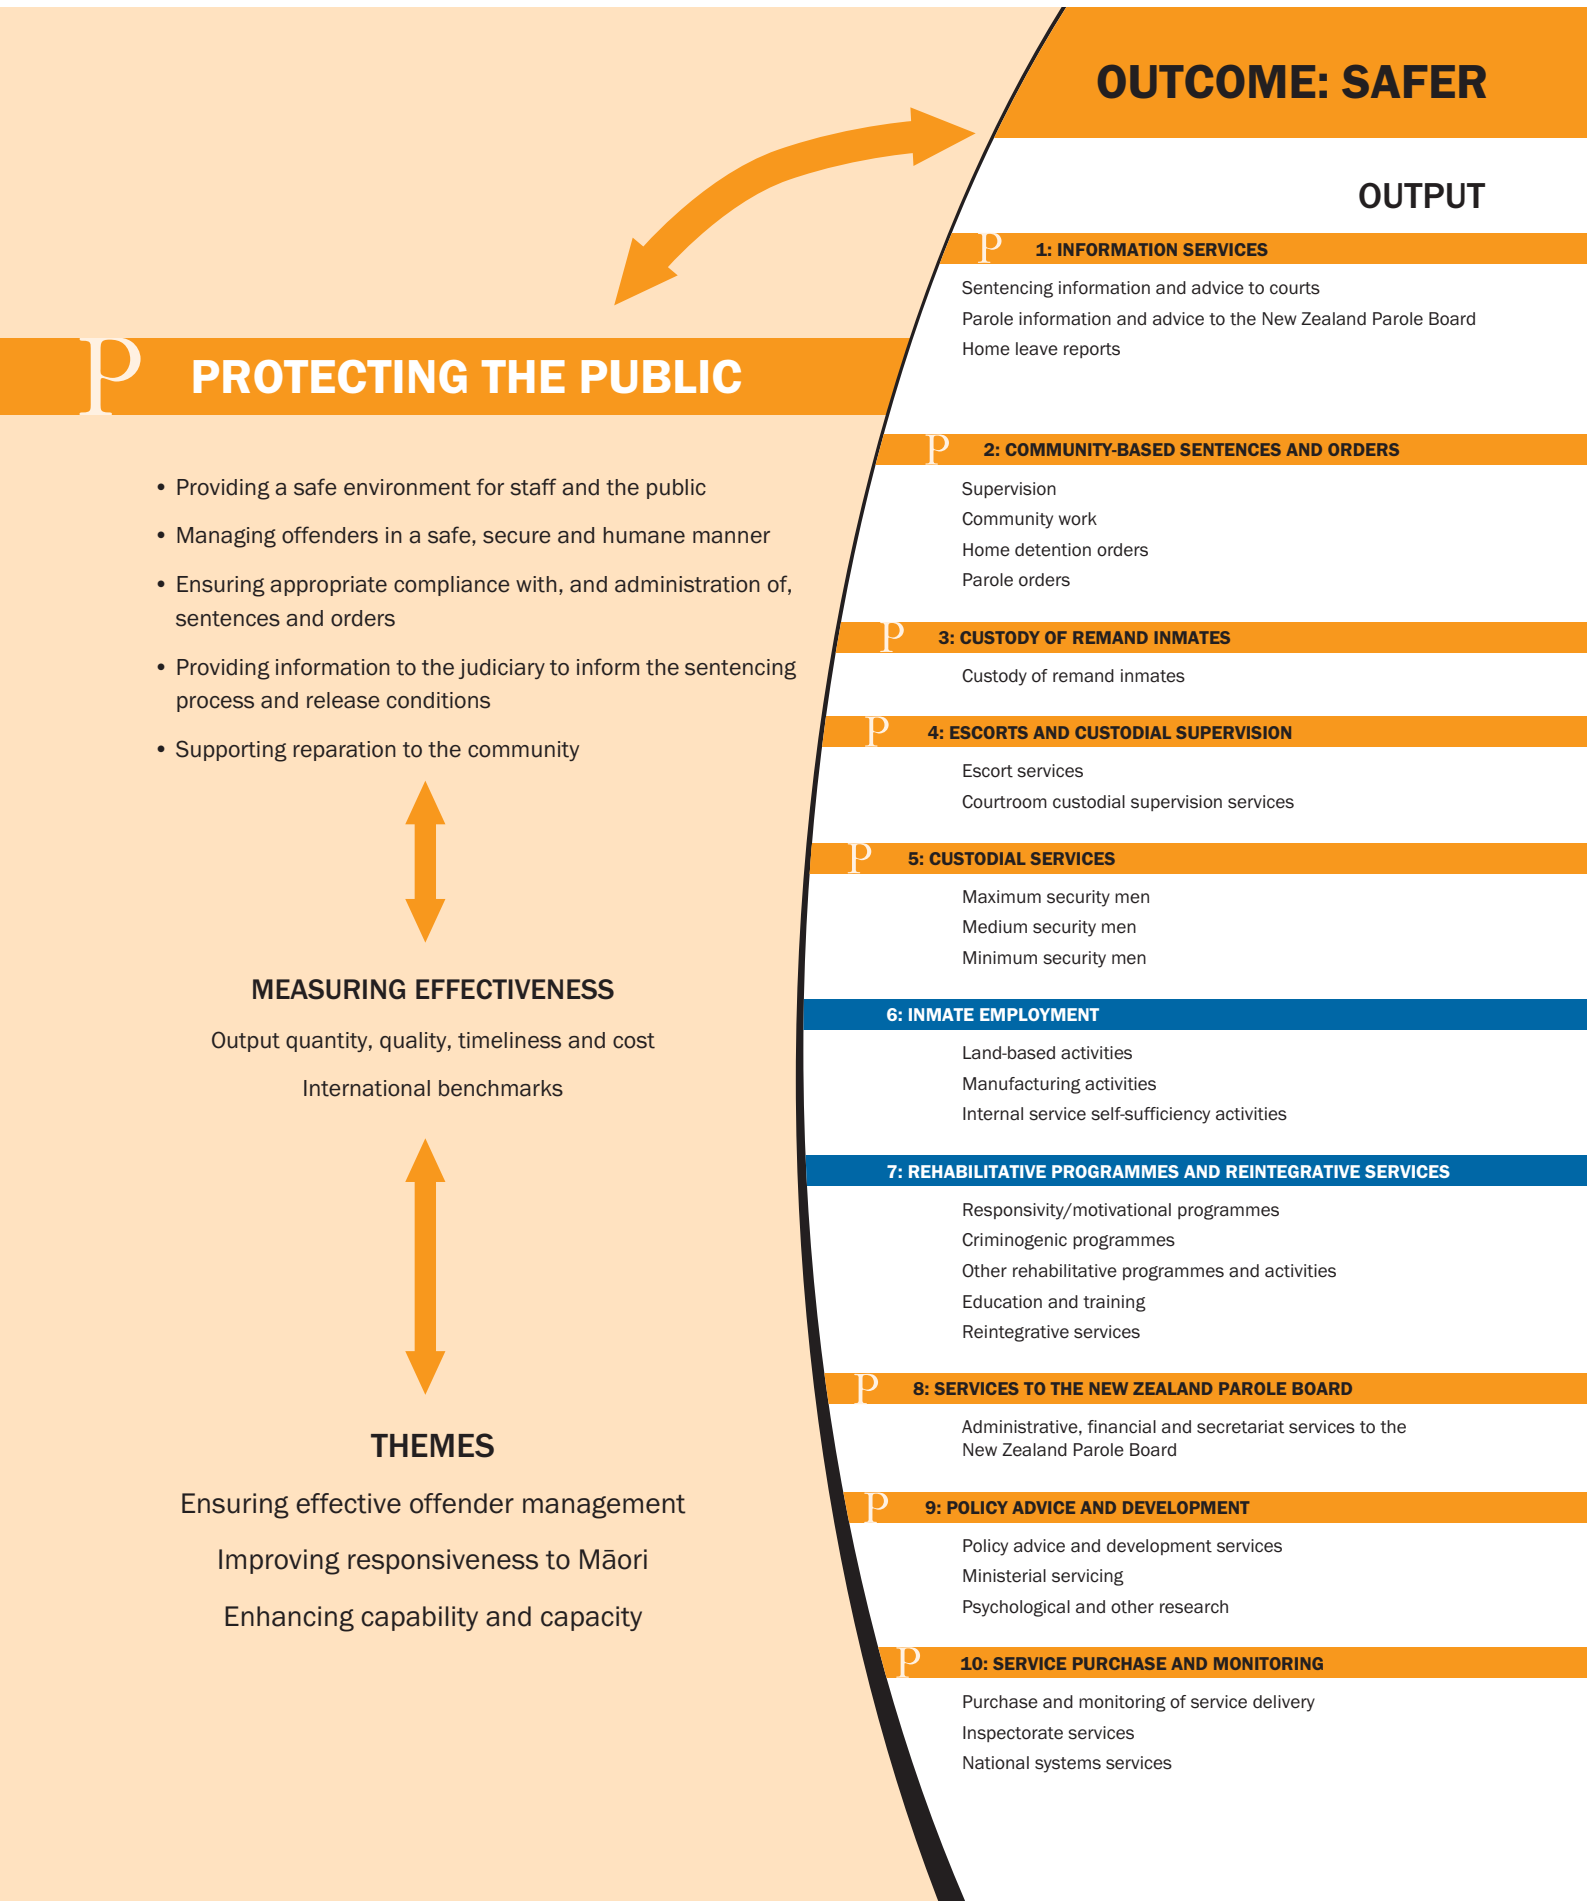 P PROTECTING THE PUBLIC
• Providing a safe environment for staff and the public
• Managing offenders in a safe, secure and humane manner
• Ensuring appropriate compliance with, and administration of,
sentences and orders
• Providing information to the judiciary to inform the sentencing
process and release conditions
• Supporting reparation to the community
MEASURING EFFECTIVENESS
Output quantity, quality, timeliness and cost
International benchmarks
THEMES
Ensuring effective offender management
Improving responsiveness to Māori
Enhancing capability and capacity
OUTCOME: SAFER
OUTPUT
P 1: INFORMATION SERVICES
Sentencing information and advice to courts
Parole information and advice to the New Zealand Parole Board
Home leave reports
P 2: COMMUNITY-BASED SENTENCES AND ORDERS
Supervision
Community work
Home detention orders
Parole orders
P 3: CUSTODY OF REMAND INMATES
Custody of remand inmates
P 4: ESCORTS AND CUSTODIAL SUPERVISION
Escort services
Courtroom custodial supervision services
P 5: CUSTODIAL SERVICES
Maximum security men
Medium security men
Minimum security men
6: INMATE EMPLOYMENT
Land-based activities
Manufacturing activities
Internal service self-sufficiency activities
7: REHABILITATIVE PROGRAMMES AND REINTEGRATIVE SERVICES
Responsivity/motivational programmes
Criminogenic programmes
Other rehabilitative programmes and activities
Education and training
Reintegrative services
P 8: SERVICES TO THE NEW ZEALAND PAROLE BOARD
Administrative, financial and secretariat services to the
New Zealand Parole Board
P 9: POLICY ADVICE AND DEVELOPMENT
Policy advice and development services
Ministerial servicing
Psychological and other research
P 10: SERVICE PURCHASE AND MONITORING
Purchase and monitoring of service delivery
Inspectorate services
National systems services